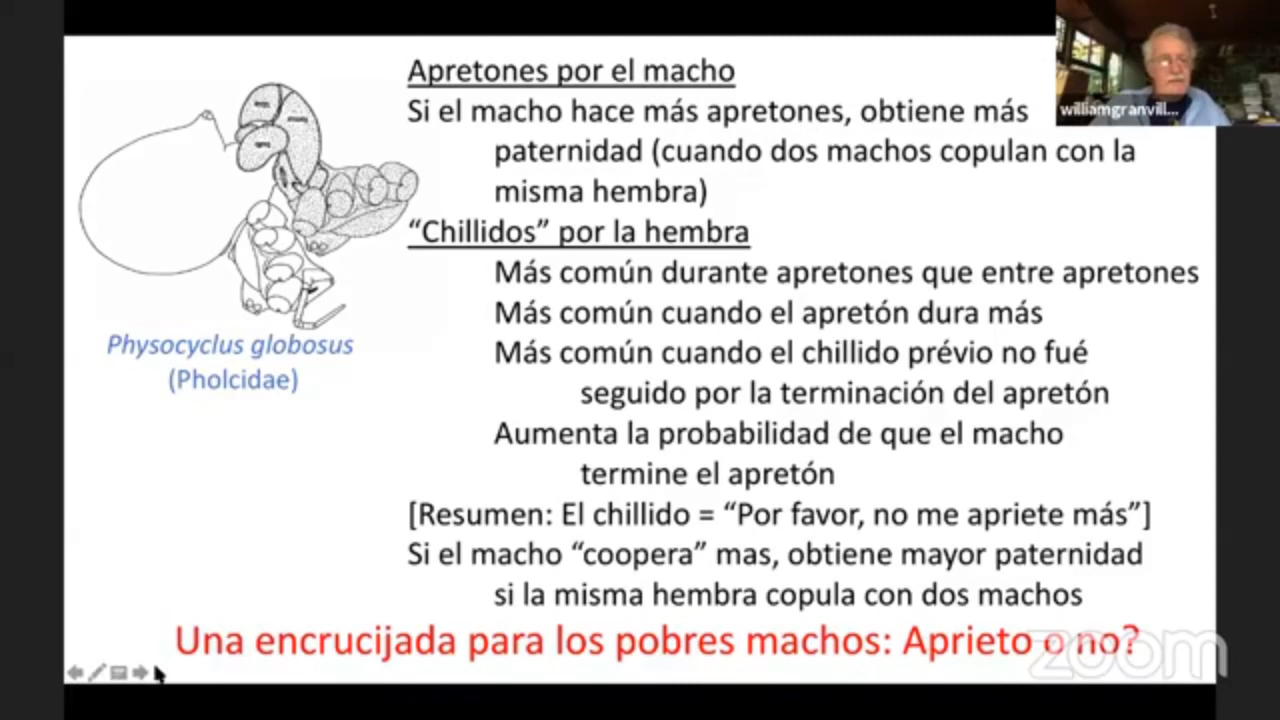 Apretones por el macho
Si el macho hace más apretones, obtiene más
paternidad (cuando dos machos copulan con la
misma hembra)
“Chillidos” por la hembra
Más común durante apretones que entre apretones
Más común cuando el apretón dura más
Más común cuando el chillido prévio no fué
seguido por la terminación del apretón
Aumenta la probabilidad de que el macho
termine el apretón
[Resumen: El chillido = “Por favor, no me apriete más”]
Si el macho “coopera” mas, obtiene mayor paternidad
si la misma hembra copula con dos machos
Una encrucijada para los pobres machos: Aprieto o no?
Physocyclus globosus
(Pholcidae)
williamgranvill...
zoom